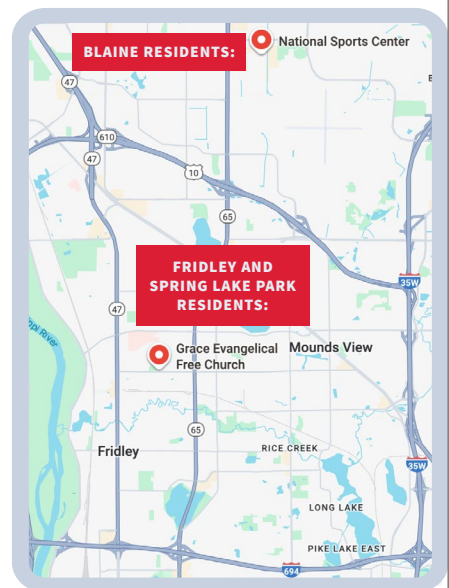 BLAINE RESIDENTS:
National Sports Center
47
610
47
10
65
FRIDLEY AND
SPRING LAKE PARK
RESIDENTS:
35W
47
Grace Evangelical
Free Church
Mounds View
65
Fridley
RICE CREEK
35W
LONG LAKE
PIKE LAKE EAST
694